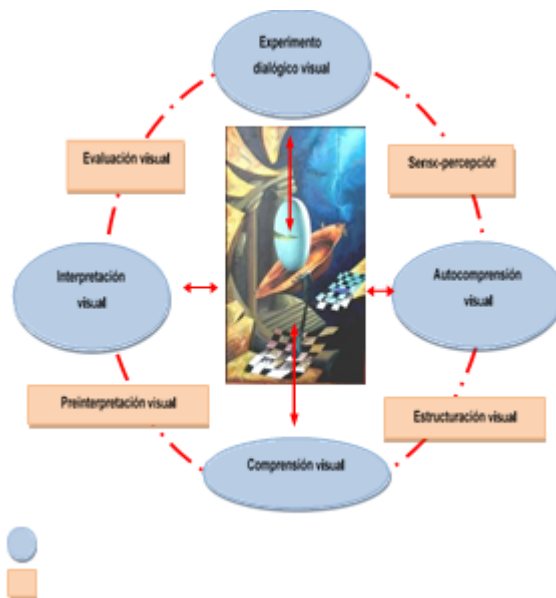 Experimento
dialógico visual
Evaluación visual
Senso-percepción
Interpretación
visual
Autocomprensión
visual
Preinterpretación visual
Estructuración visual
Comprensión visual